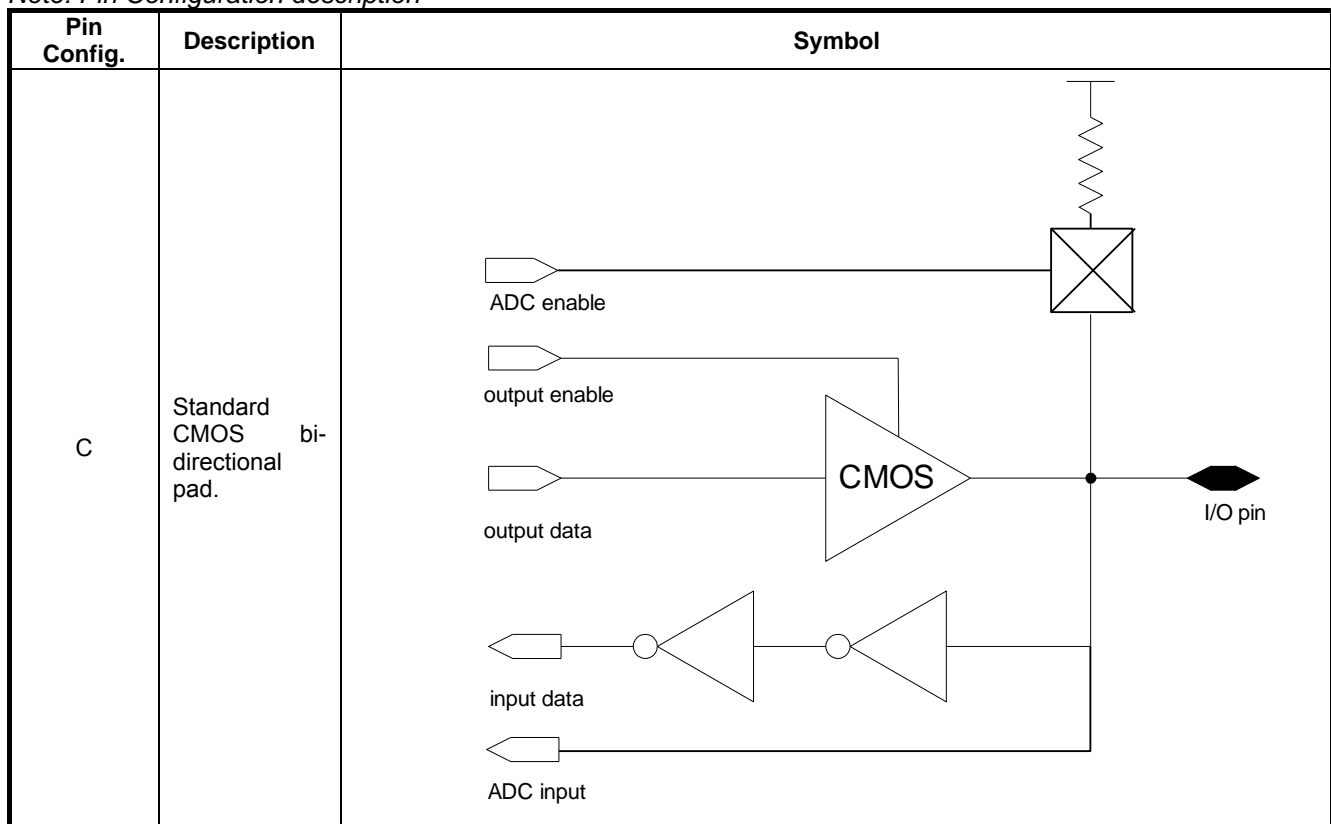 Note: Pin Configuration description
Pin Config.
Description
Symbol
C
Standard
CMOS bi-
directional
pad.
ADC enable
output enable
CMOS
output data
I/O pin
input data
ADC input